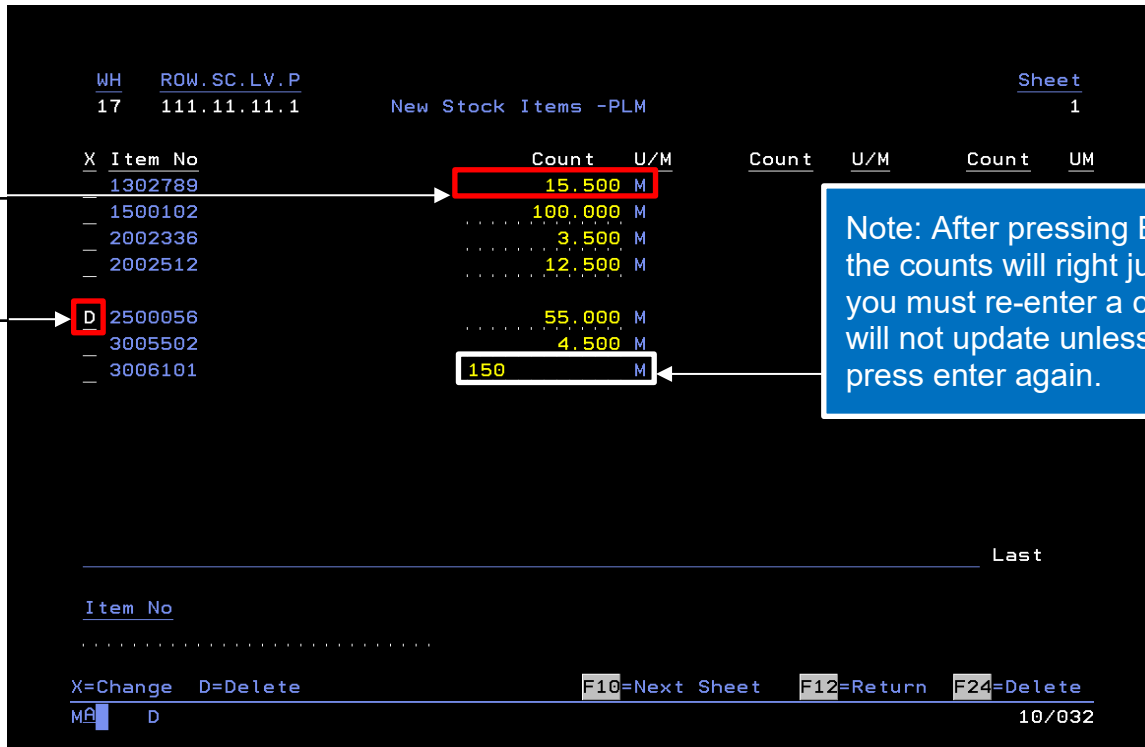 WH ROW.SC.LV.P Sheet
17 111.11.11.1 New Stock Items -PLM 1
X Item No Count U/M Count U/M Count UM
1302789 15.500 M
1500102 100.000 M
2002336 3.500 M
2002512 12.500 M
D 2500056 55.000 M
3005502 4.500 M
3006101 150 M
Note: After pressing
the counts will right
you must re-enter a
will not update unless
press enter again.
Last
Item No
X=Change D=Delete F10=Next Sheet F12=Return F24=Delete
MA D 10/032